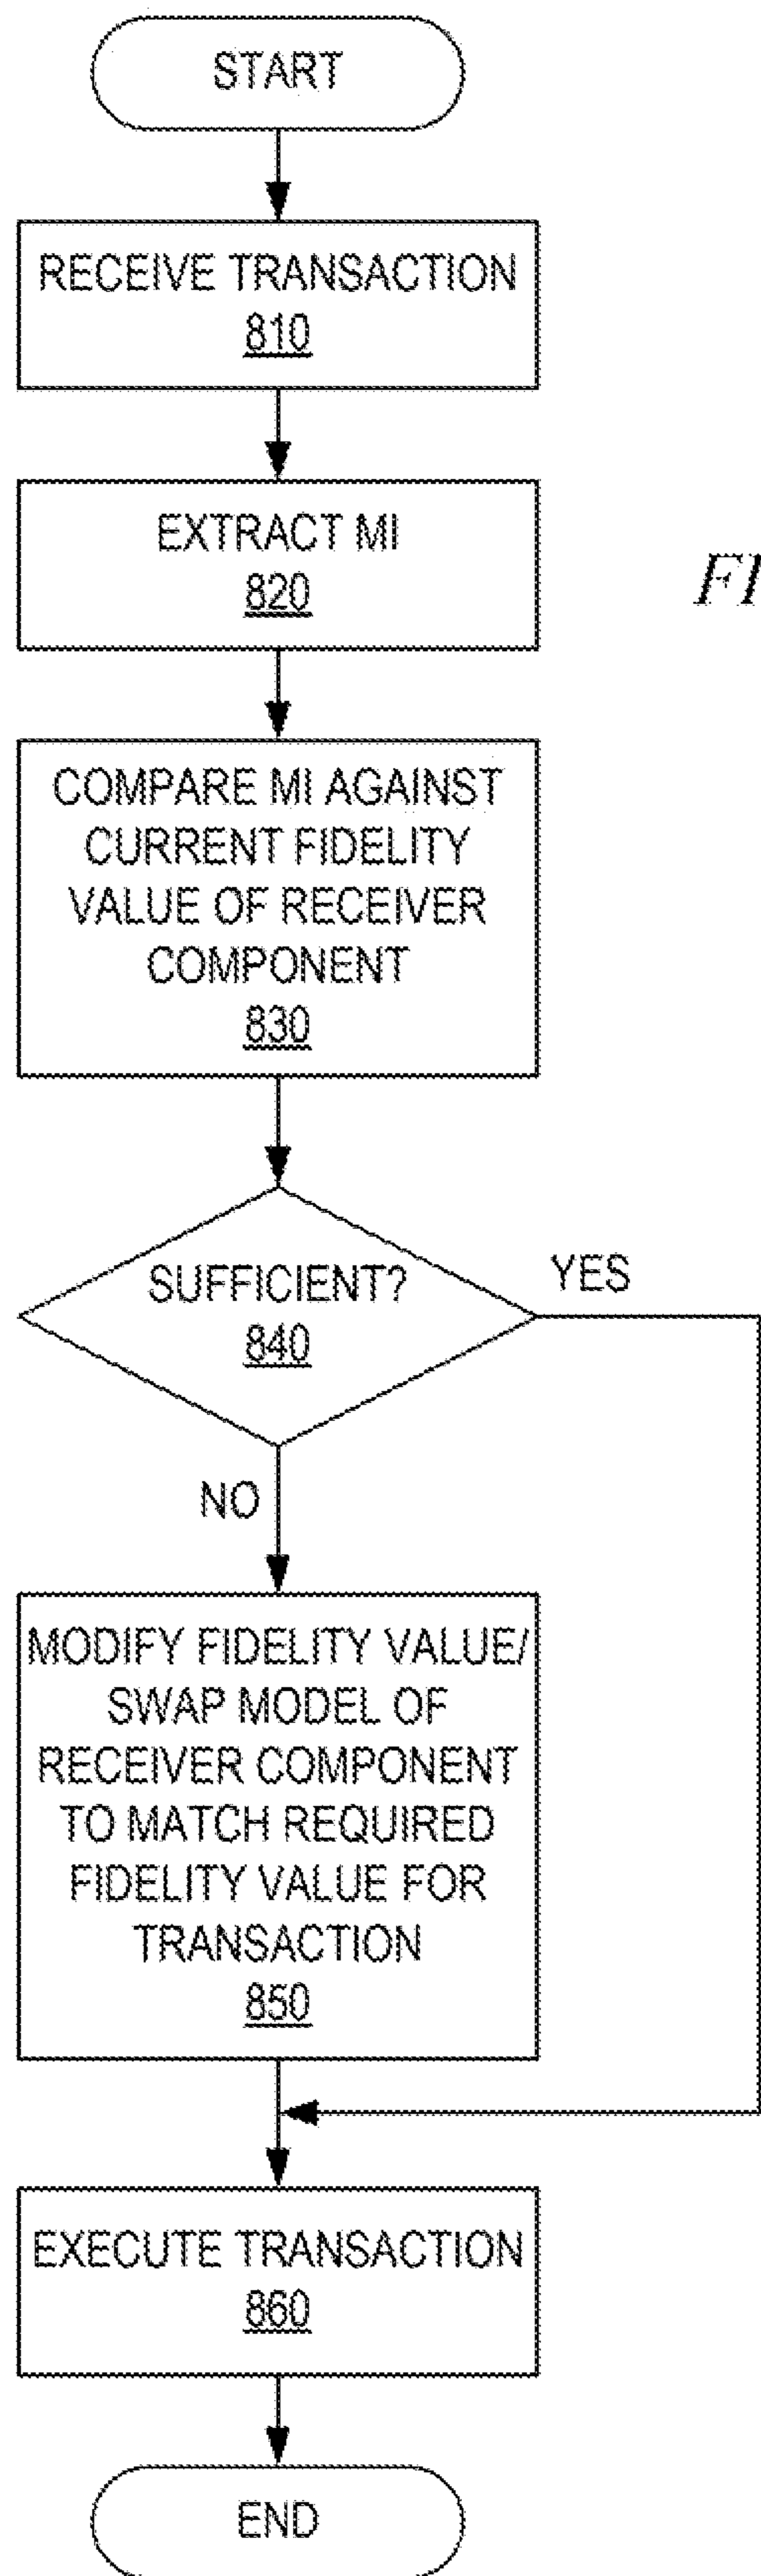 START
RECEIVE TRANSACTION
810
EXTRACT MI
820
FI
COMPARE MI AGAINST
CURRENT FIDELITY
VALUE OF RECEIVER
COMPONENT
830
SUFFICIENT?
840
YES
NO
MODIFY FIDELITY VALUE/
SWAP MODEL OF
RECEIVER COMPONENT
TO MATCH REQUIRED
FIDELITY VALUE FOR
TRANSACTION
850
EXECUTE TRANSACTION
860
END